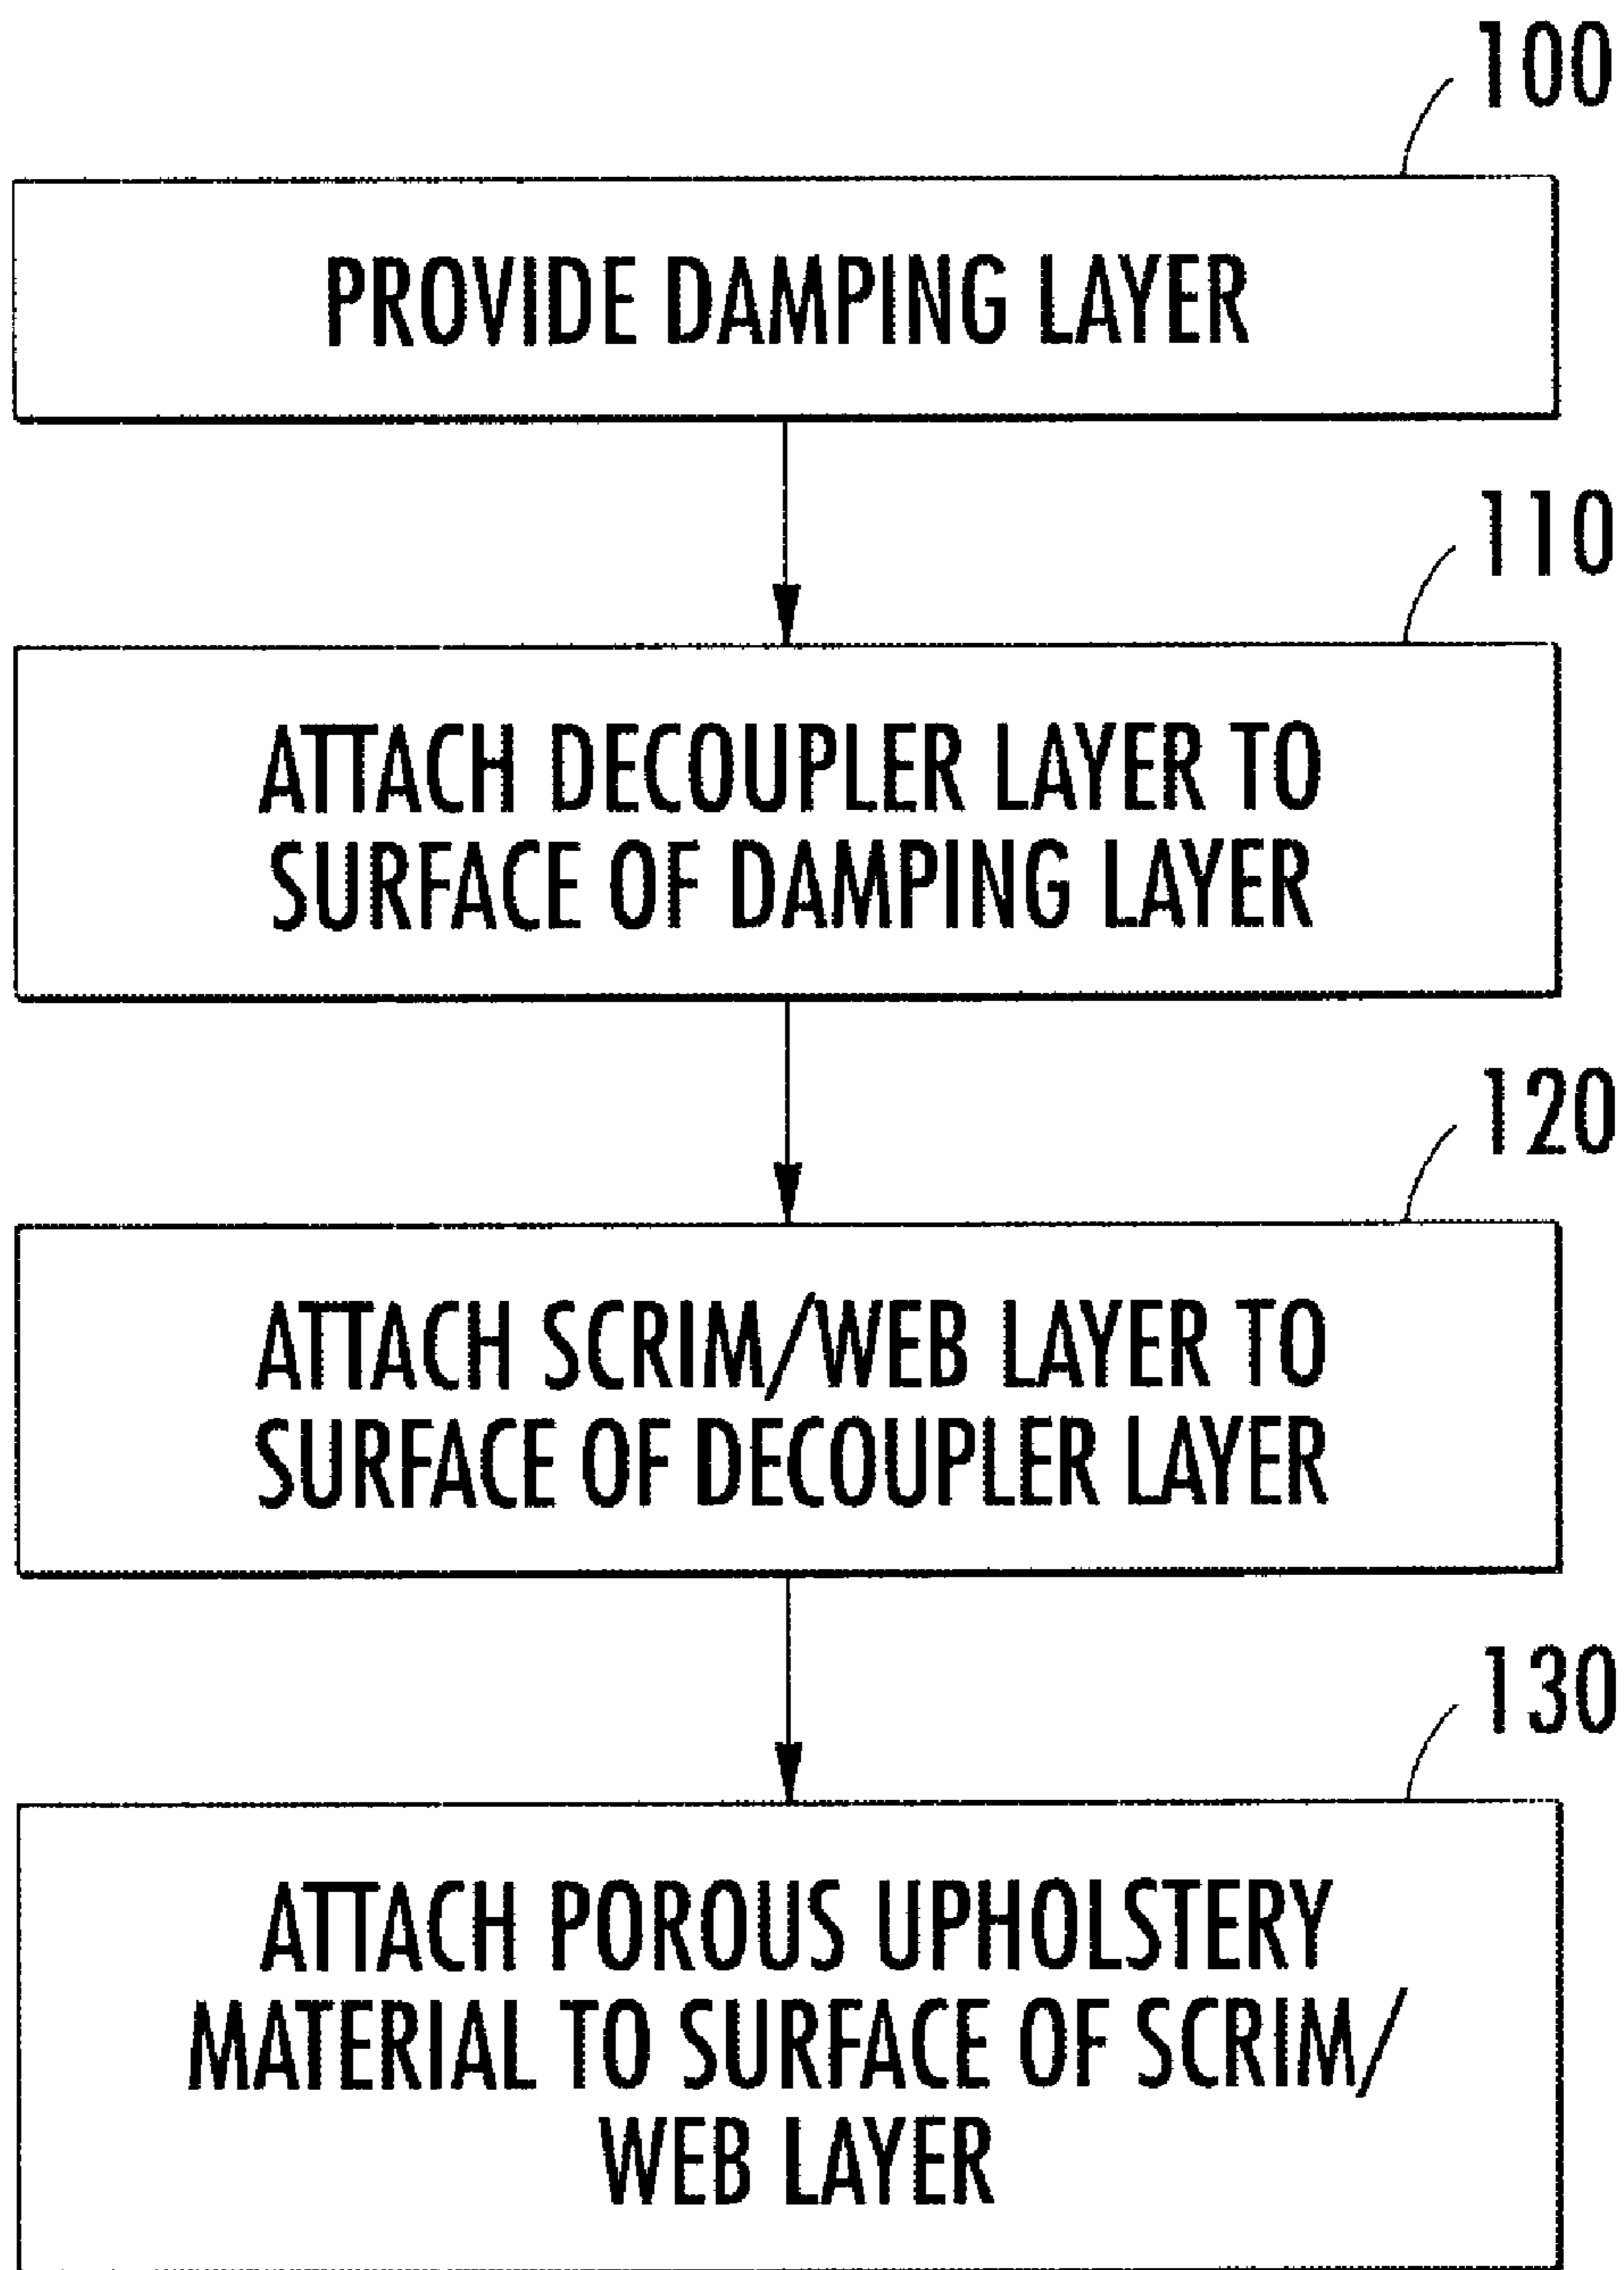 100
PROVIDE DAMPING LAYER
110
ATTACH DECOUPLER LAYER TO
SURFACE OF DAMPING LAYER
120
ATTACH SCRIM/WEB LAYER TO
SURFACE OF DECOUPLER LAYER
130
ATTACH POROUS UPHOLSTERY
MATERIAL TO SURFACE OF SCRIM/
WEB LAYER